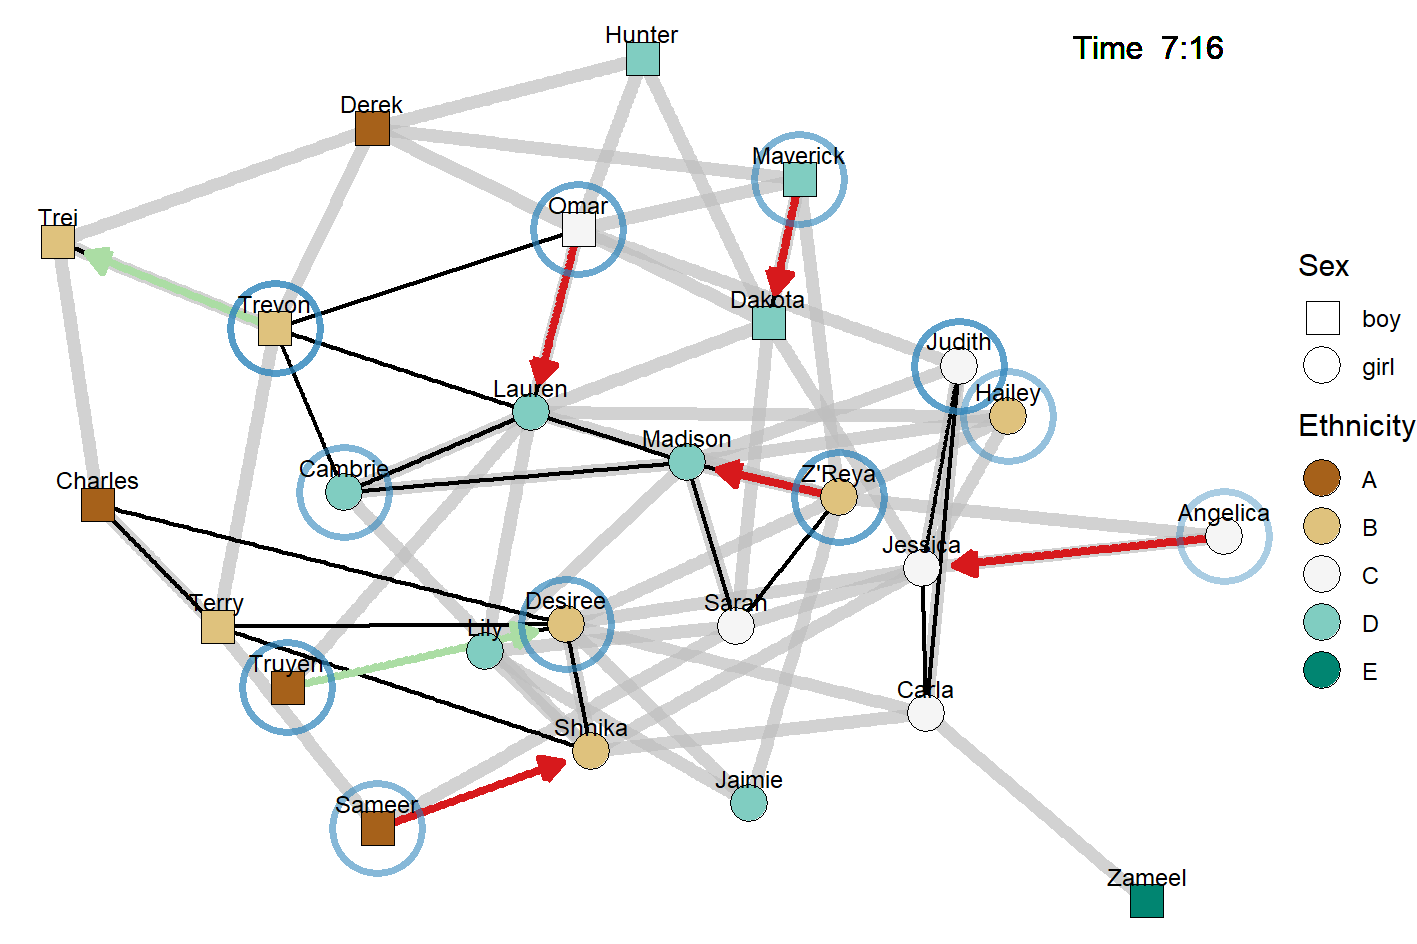 Hunter
Time 7:16
Derek
Maverick
Omar
Trei
Sex
Dakota
Trevon
boy
Judith
girl
Lauren
Hailey
Ethnicity
Madison
Cambrie
Z'Reya
Charles
A
Angelica
B
Jessica
C
Desiree
Sarah
Terry
Lily
D
Truyen
E
Carla
Shnika
Jaimie
Sameer
Zameel